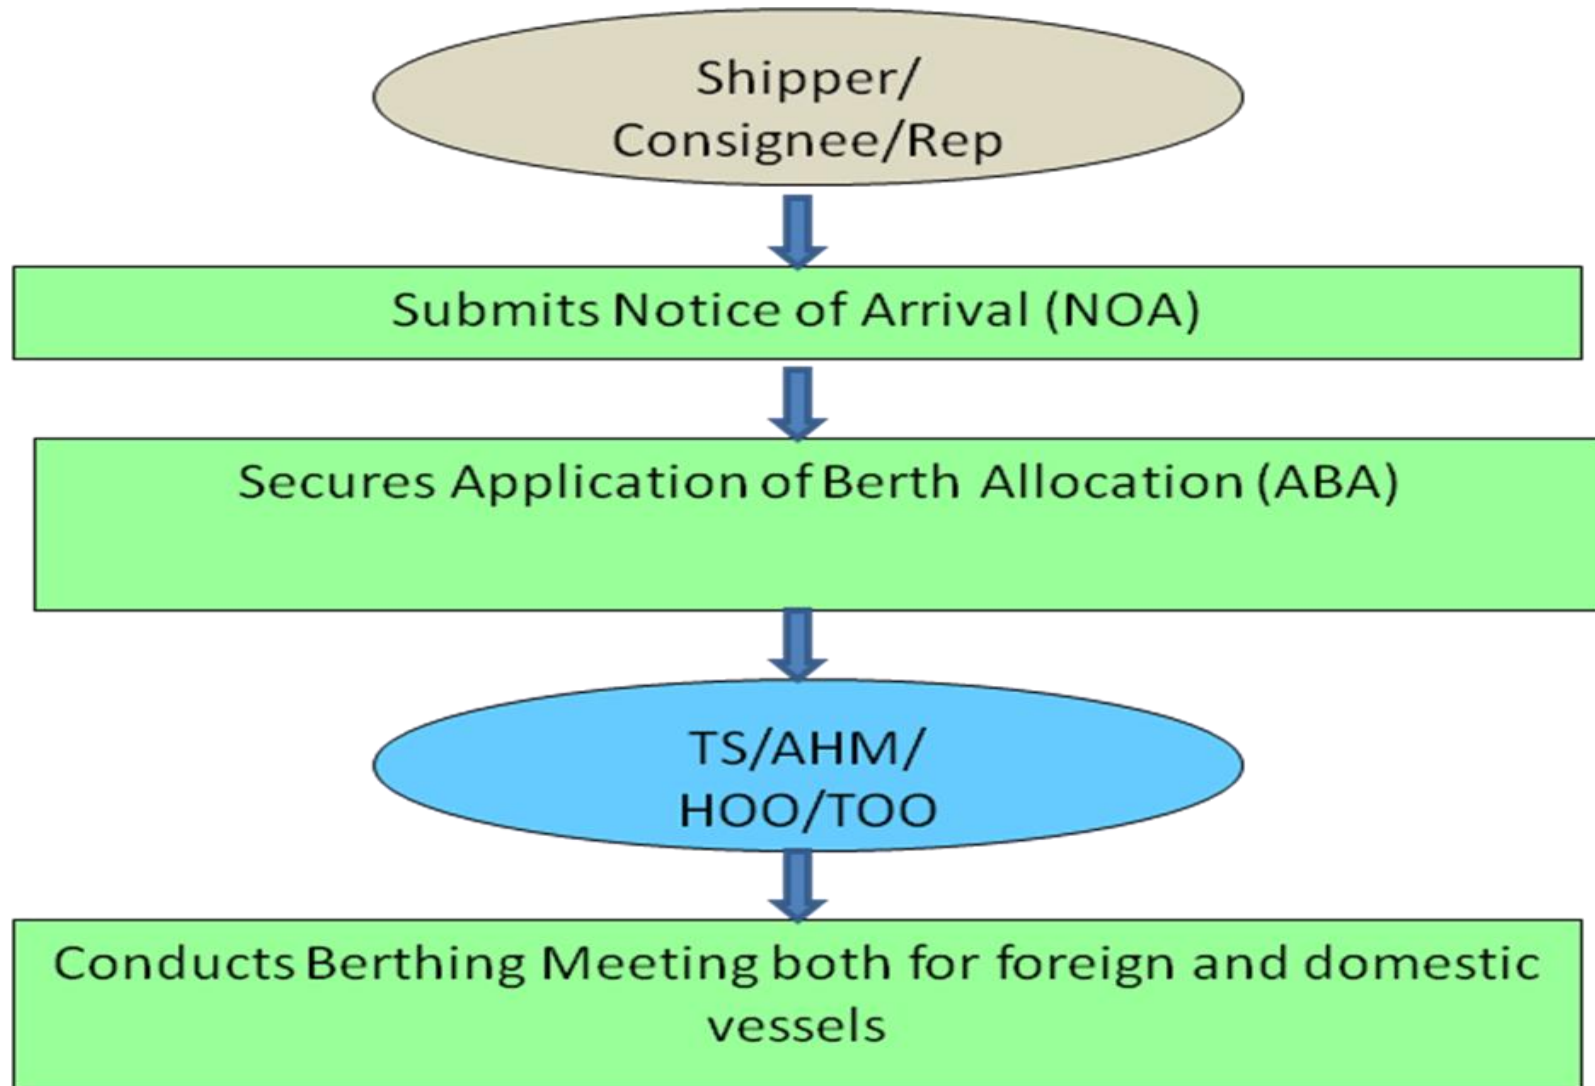 Shipper/
Consignee/Rep
Submits Notice of Arrival (NOA)
Secures Application of Berth Allocation (ABA)
TS/AHM/
HOO/TOO
Conducts Berthing Meeting both for foreign and domestic
vessels